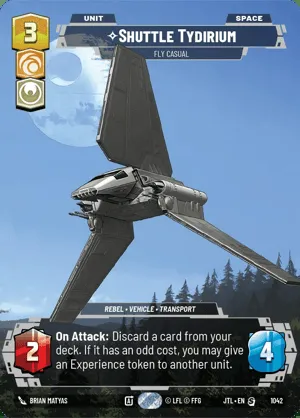 UNIT
SPACE
3
✧SHUTTLE TYDIRIUM
FLY CASUAL
REBEL • VEHICLE • TRANSPORT
2
On Attack: Discard a card from your
deck. If it has an odd cost, you may give
an Experience token to another unit.
4
BRIAN MATYAS
© LFL © FFG
JTL • EN
S
1042